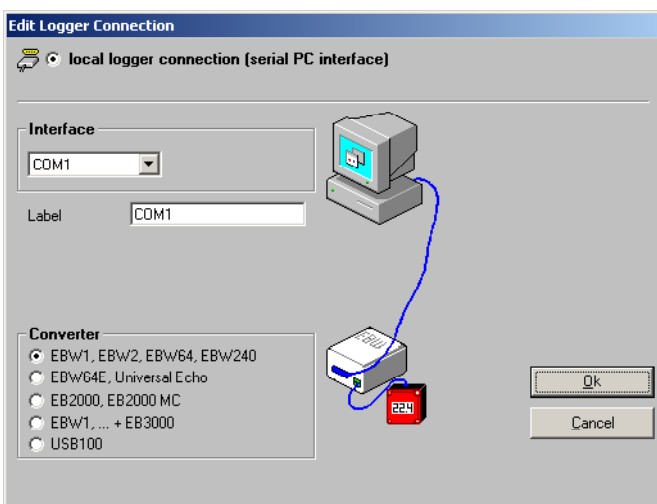 Edit Logger Connection
local logger connection (serial PC interface)
Interface
COM1
Label COM1
Converter
EBW1, EBW2, EBW64, EBW240
EBW64E, Universal Echo
EB2000, EB2000 MC
EBW1, ... + EB3000
USB100
EBW
22.4
Ok
Cancel